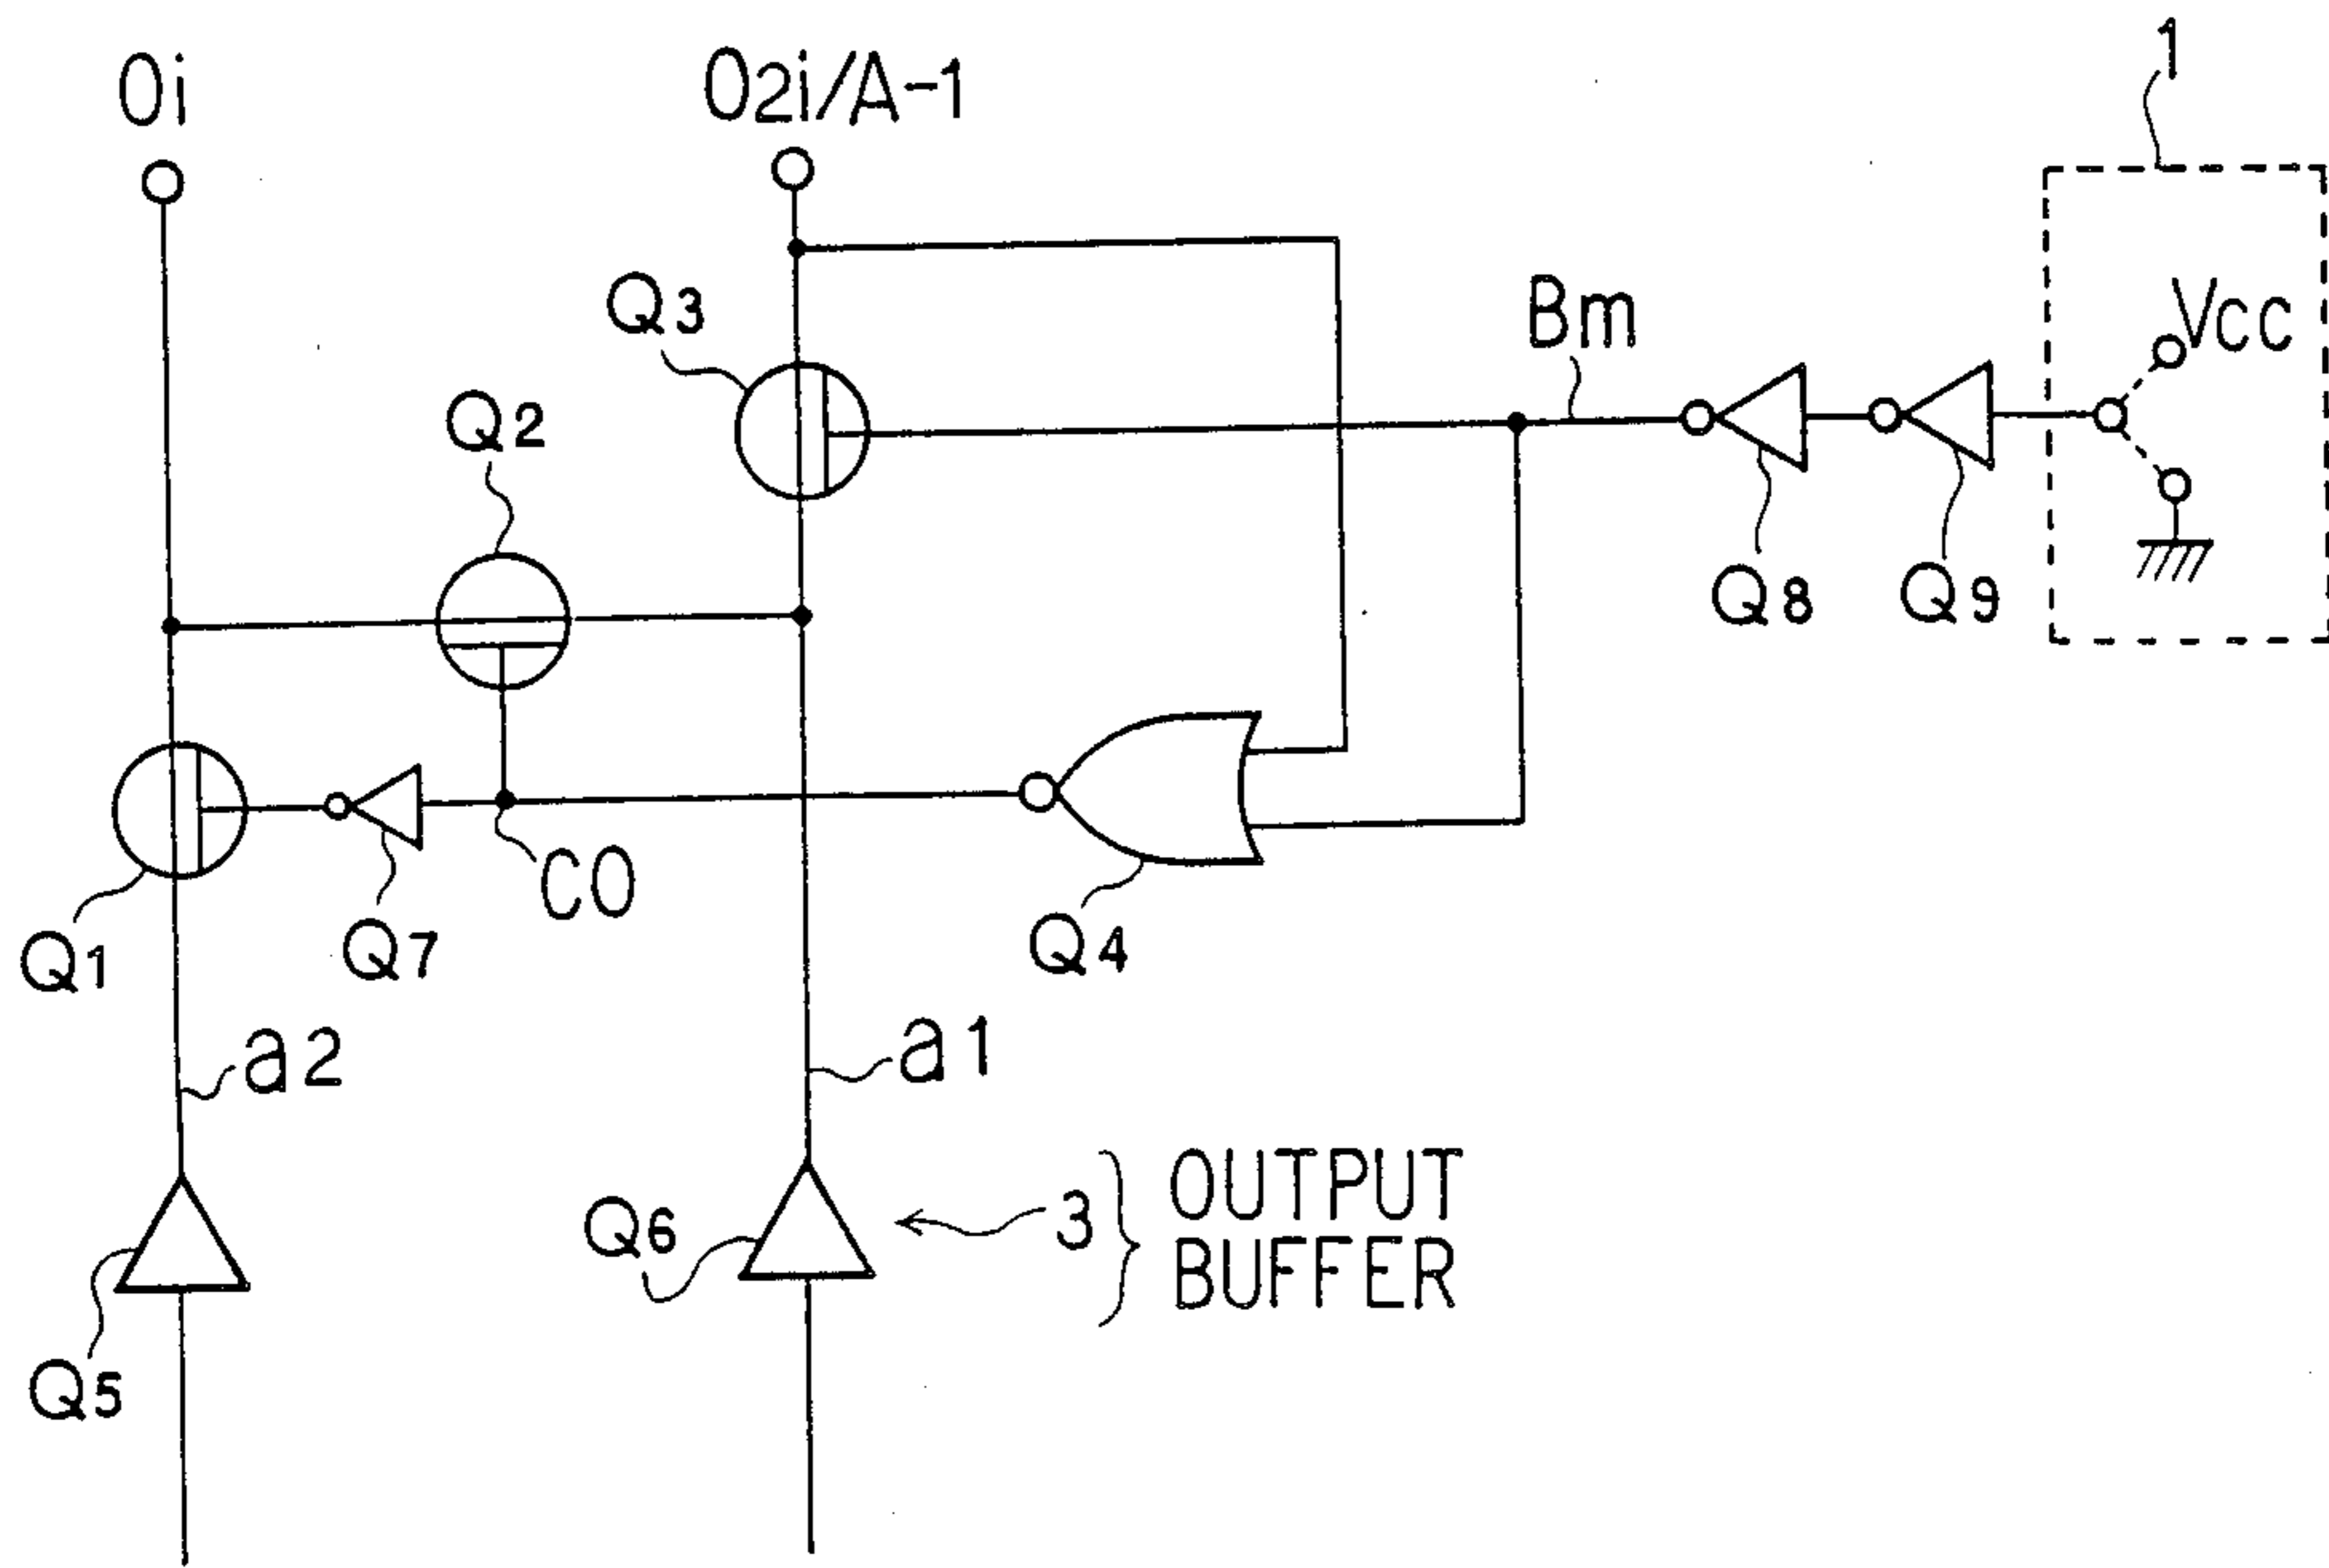 1
Oi
O2i/A-1
Q3
Bm
Vcc
Q2
Q8
Q9
C0
Q1
Q7
Q4
a2
a1
Q6
3
OUTPUT
BUFFER
Q5